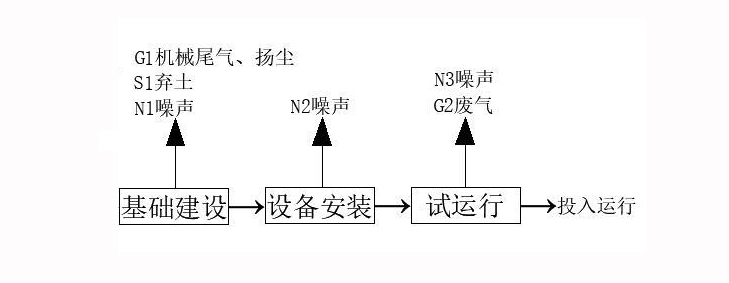 G1机械尾气、扬尘
S1弃土
N1噪声
N2噪声
N3噪声
G2废气
基础建设
设备安装
试运行
投入运行